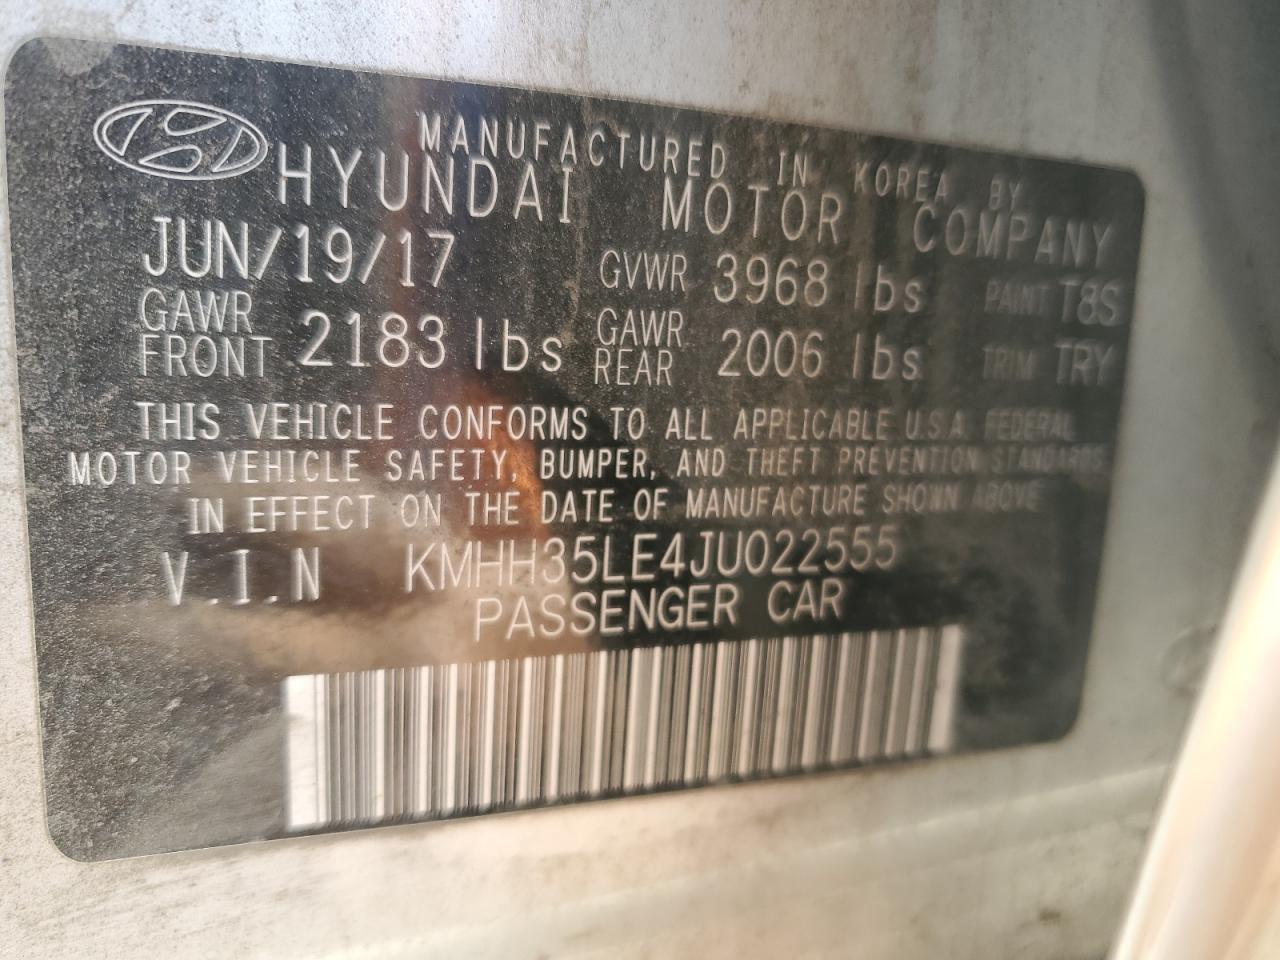 MANUFACTURED IN KOREA BY
HYUNDAI MOTOR COMPANY
JUN/19/17 GVWR 3968 lbs PAINT T8S
GAWR FRONT 2183 lbs GAWR REAR 2006 lbs TRIM TRY
THIS VEHICLE CONFORMS TO ALL APPLICABLE U.S.A. FEDERAL
MOTOR VEHICLE SAFETY, BUMPER, AND THEFT PREVENTION STANDARDS
IN EFFECT ON THE DATE OF MANUFACTURE SHOWN ABOVE
V.I.N KMHH35LE4JU022555
PASSENGER CAR